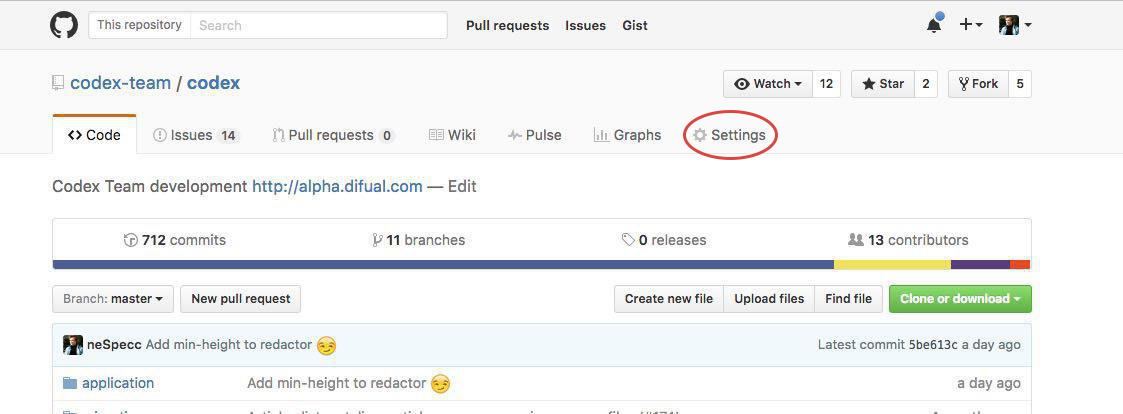 This repository Search Pull requests Issues Gist
codex-team / codex Watch 12 Star 2 Fork 5
Code Issues 14 Pull requests 0 Wiki Pulse Graphs Settings
Codex Team development http://alpha.difual.com — Edit
712 commits 11 branches 0 releases 13 contributors
Branch: master New pull request Create new file Upload files Find file Clone or download
neSpecc Add min-height to redactor 😏 Latest commit 5be613c a day ago
application Add min-height to redactor 😏 a day ago